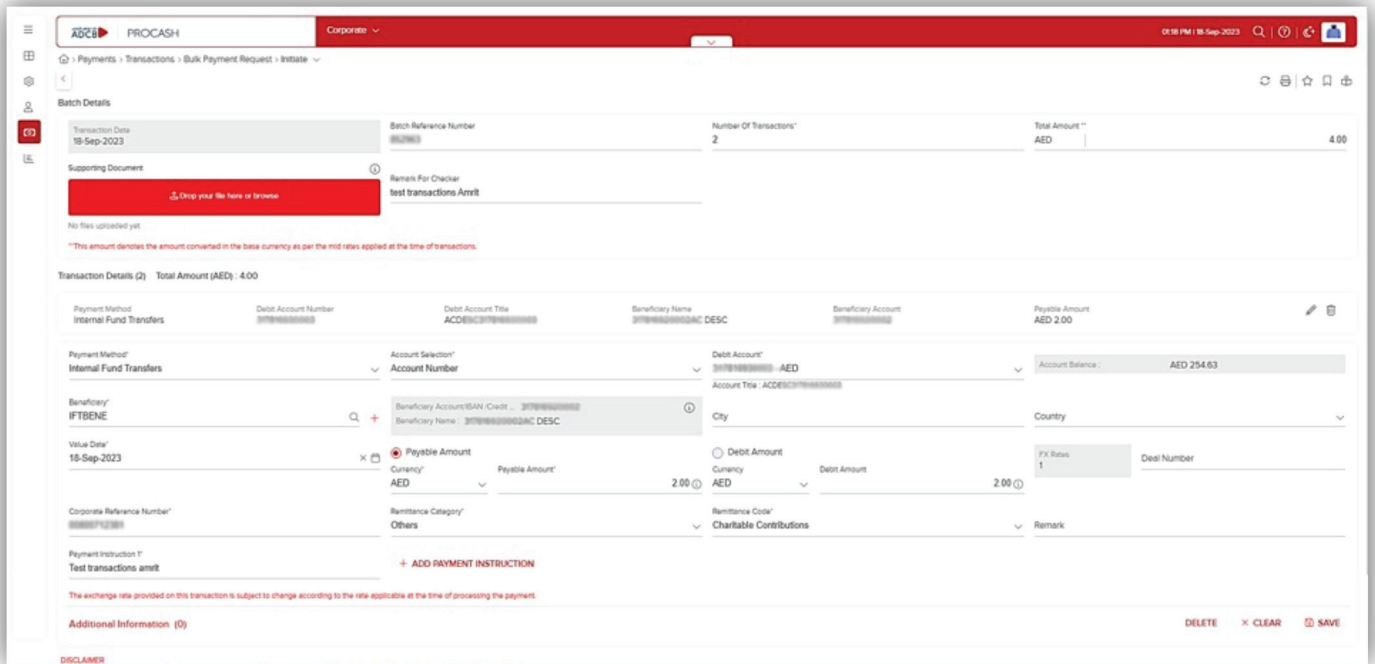 ADCB PROCASH
Corporate
01:18 PM | 18-Sep-2023
> Payments > Transactions > Bulk Payment Request > Initiate
Batch Details
Transaction Date
18-Sep-2023
Batch Reference Number
Number Of Transactions*
2
Total Amount **
AED 4.00
Supporting Document
Drop your file here or browse
Remark For Checker
test transactions Amrit
No files uploaded yet
**This amount denotes the amount converted in the base currency as per the mid rates applied at the time of transactions.
Transaction Details (2) Total Amount (AED) : 4.00
Payment Method
Internal Fund Transfers
Debit Account Number
Debit Account Title
Beneficiary Name
DESC
Beneficiary Account
Payable Amount
AED 2.00
Payment Method*
Internal Fund Transfers
Account Selection*
Account Number
Debit Account*
- AED
Account Title :
Account Balance : AED 254.63
Beneficiary*
IFTBENE
Beneficiary Account/IBAN /Credit ...
Beneficiary Name : DESC
City
Country
Value Date*
18-Sep-2023
Payable Amount
Currency*
AED
Payable Amount*
2.00
Debit Amount
Currency
AED
Debit Amount
2.00
FX Rates
1
Deal Number
Corporate Reference Number*
Remittance Category*
Others
Remittance Code*
Charitable Contributions
Remark
Payment Instruction 1*
Test transactions amrit
+ ADD PAYMENT INSTRUCTION
The exchange rate provided on this transaction is subject to change according to the rate applicable at the time of processing the payment.
Additional Information (0)
DELETE
× CLEAR
SAVE
DISCLAIMER